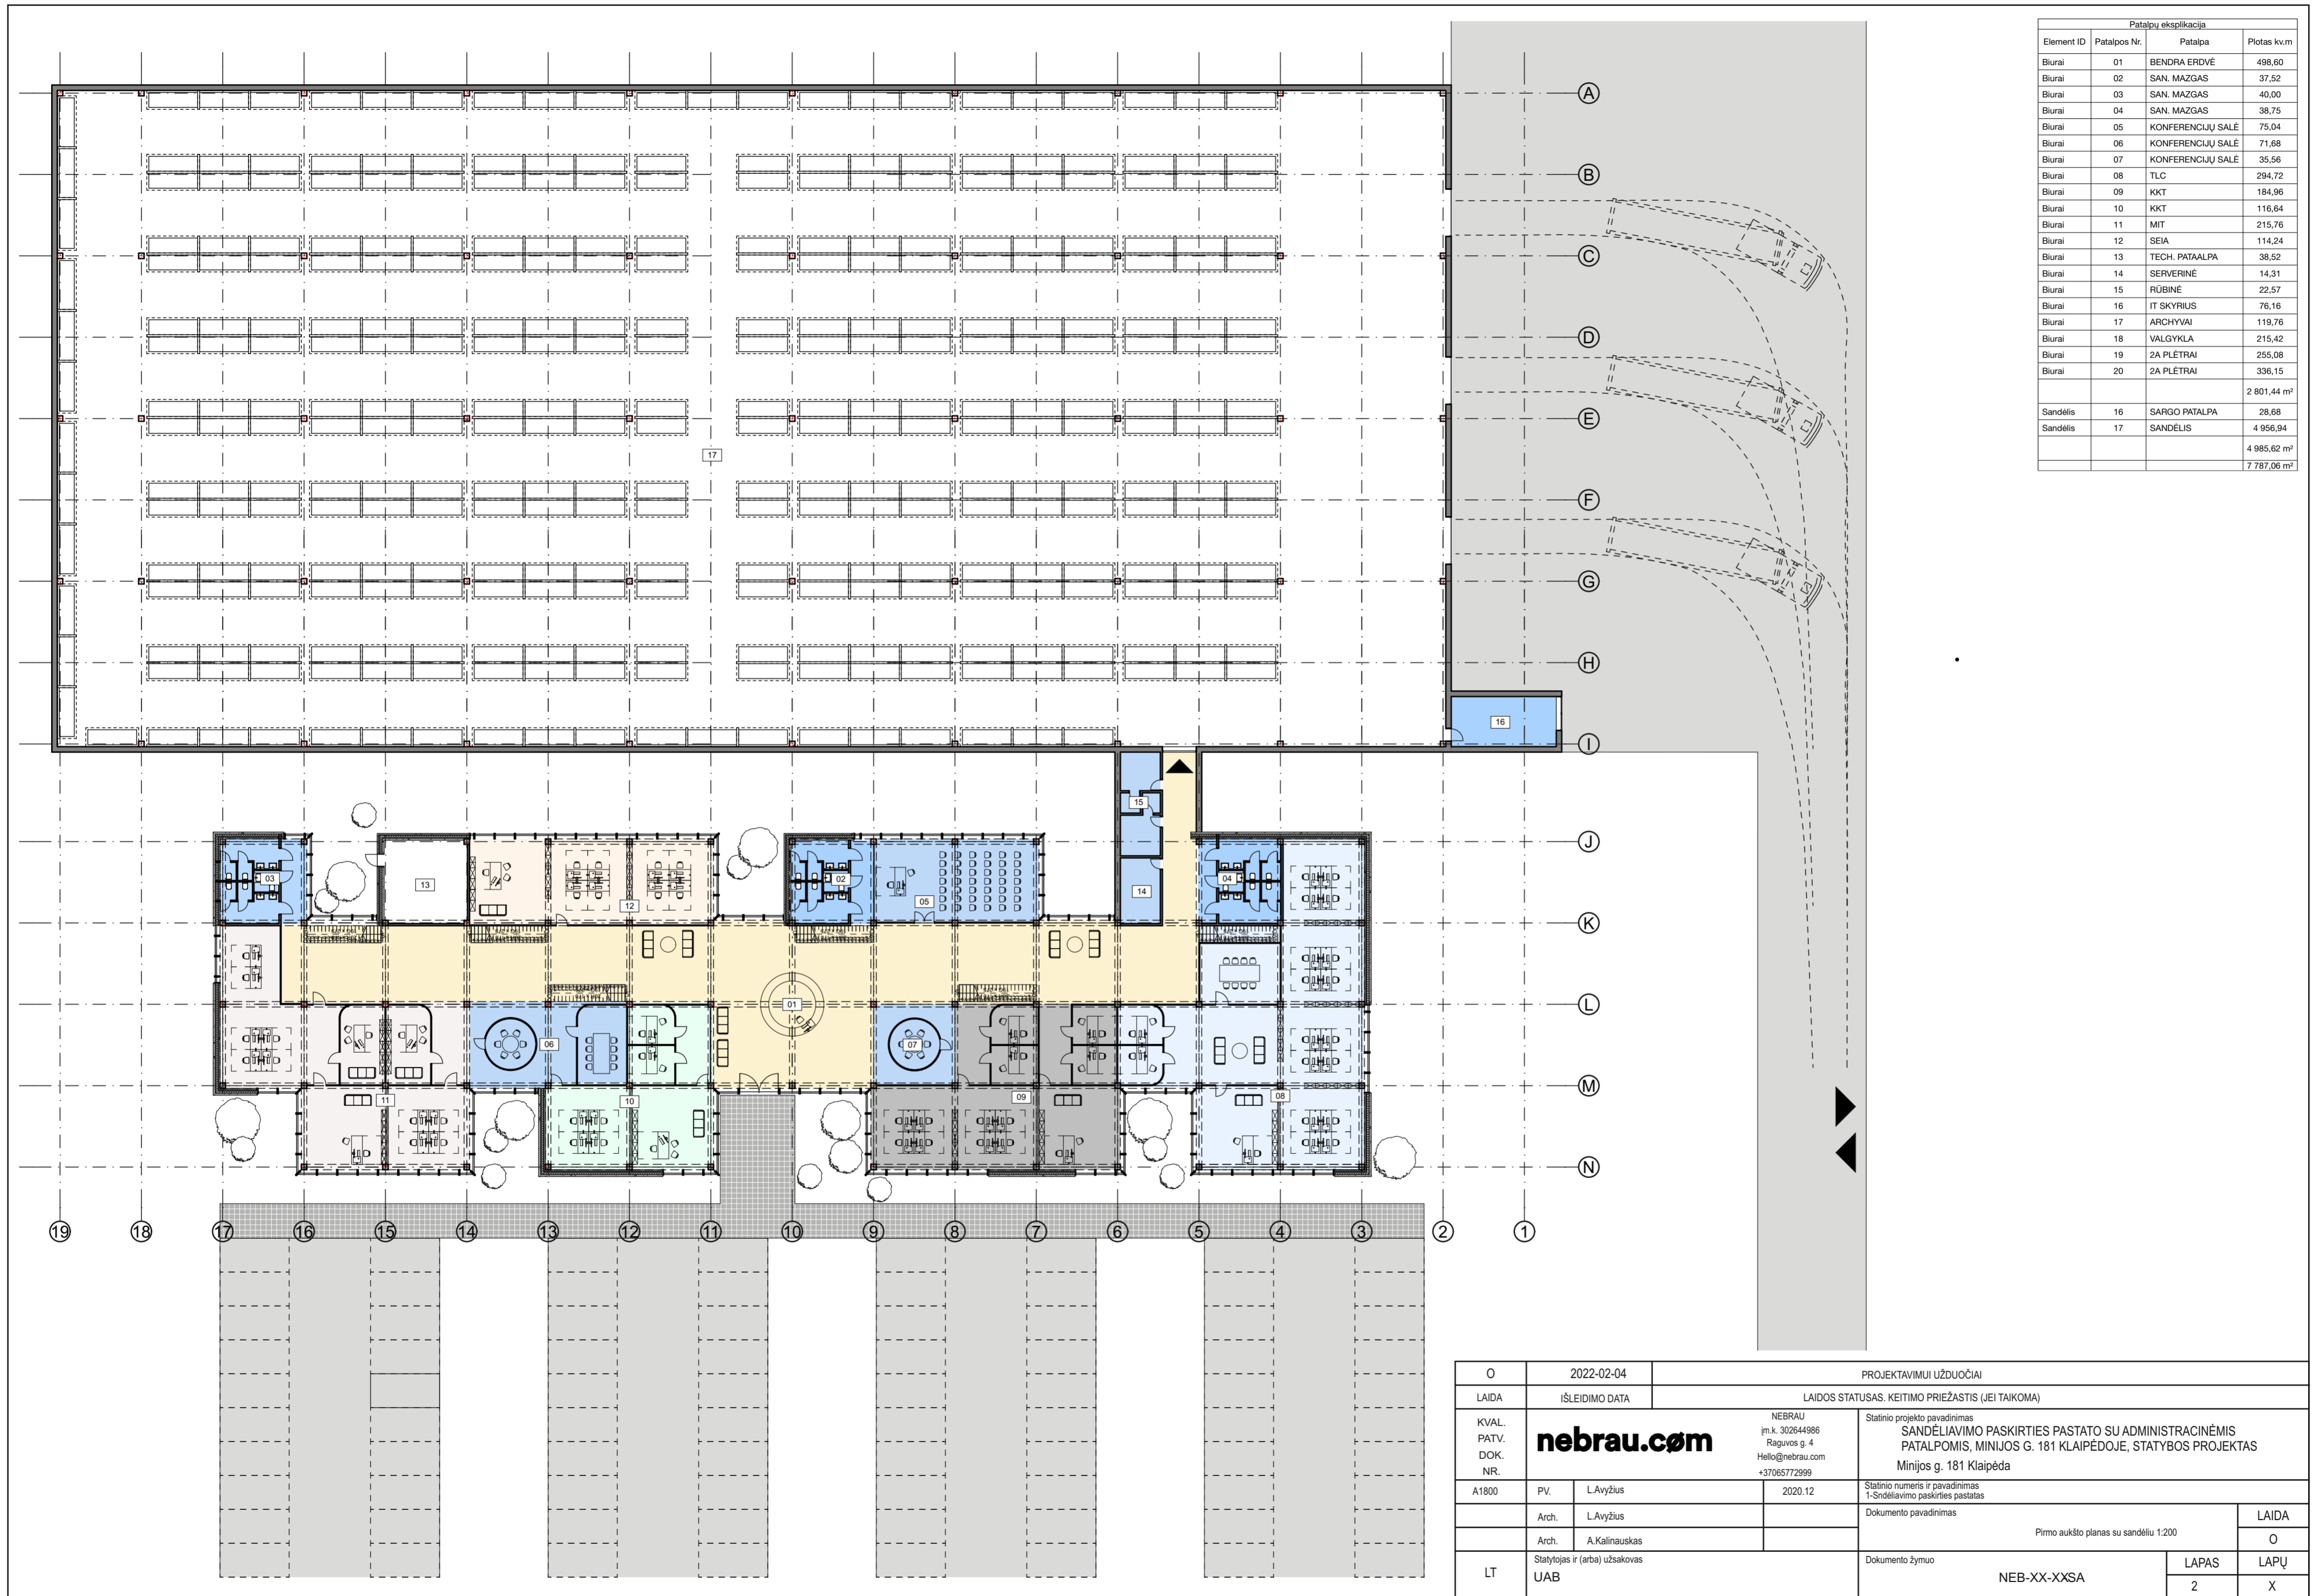 Patalpų eksplikacija
Element ID Patalpos Nr. Patalpa Plotas kv.m
Biurai 01 BENDRA ERDVĖ 498,60
Biurai 02 SAN. MAZGAS 37,52
Biurai 03 SAN. MAZGAS 40,00
Biurai 04 SAN. MAZGAS 38,75
Biurai 05 KONFERENCIJŲ SALĖ 75,04
Biurai 06 KONFERENCIJŲ SALĖ 71,68
Biurai 07 KONFERENCIJŲ SALĖ 35,56
Biurai 08 TLC 294,72
Biurai 09 KKT 184,96
Biurai 10 KKT 116,64
Biurai 11 MIT 215,76
Biurai 12 SEIA 114,24
Biurai 13 TECH. PATAALPA 38,52
Biurai 14 SERVERINĖ 14,31
Biurai 15 RŪBINĖ 22,57
Biurai 16 IT SKYRIUS 76,16
Biurai 17 ARCHYVAI 119,76
Biurai 18 VALGYKLA 215,42
Biurai 19 2A PLĖTRAI 255,08
Biurai 20 2A PLĖTRAI 336,15
2 801,44 m²
Sandėlis 16 SARGO PATALPA 28,68
Sandėlis 17 SANDĖLIS 4 956,94
4 985,62 m²
7 787,06 m²
A
B
C
D
E
17
F
G
H
16
I
15
J
03
13
02
04
14
05
12
K
01
L
06
07
M
11
10
09
08
N
19 18 17 16 15 14 13 12 11 10 9 8 7 6 5 4 3 2 1
O 2022-02-04 PROJEKTAVIMUI UŽDUOČIAI
LAIDA IŠLEIDIMO DATA LAIDOS STATUSAS. KEITIMO PRIEŽASTIS (JEI TAIKOMA)
KVAL.
PATV.
DOK.
NR.
nebrau.cøm
NEBRAU
įm.k. 302644986
Raguvos g. 4
Hello@nebrau.com
+37065772999
Statinio projekto pavadinimas
SANDĖLIAVIMO PASKIRTIES PASTATO SU ADMINISTRACINĖMIS
PATALPOMIS, MINIJOS G. 181 KLAIPĖDOJE, STATYBOS PROJEKTAS
Minijos g. 181 Klaipėda
A1800 PV. L.Avyžius 2020.12
Statinio numeris ir pavadinimas
1-Sndėliavimo paskirties pastatas
Arch. L.Avyžius
Arch. A.Kalinauskas
Dokumento pavadinimas
Pirmo aukšto planas su sandėliu 1:200
LAIDA
O
LT
Statytojas ir (arba) užsakovas
UAB
Dokumento žymuo
NEB-XX-XXSA
LAPAS LAPŲ
2 X